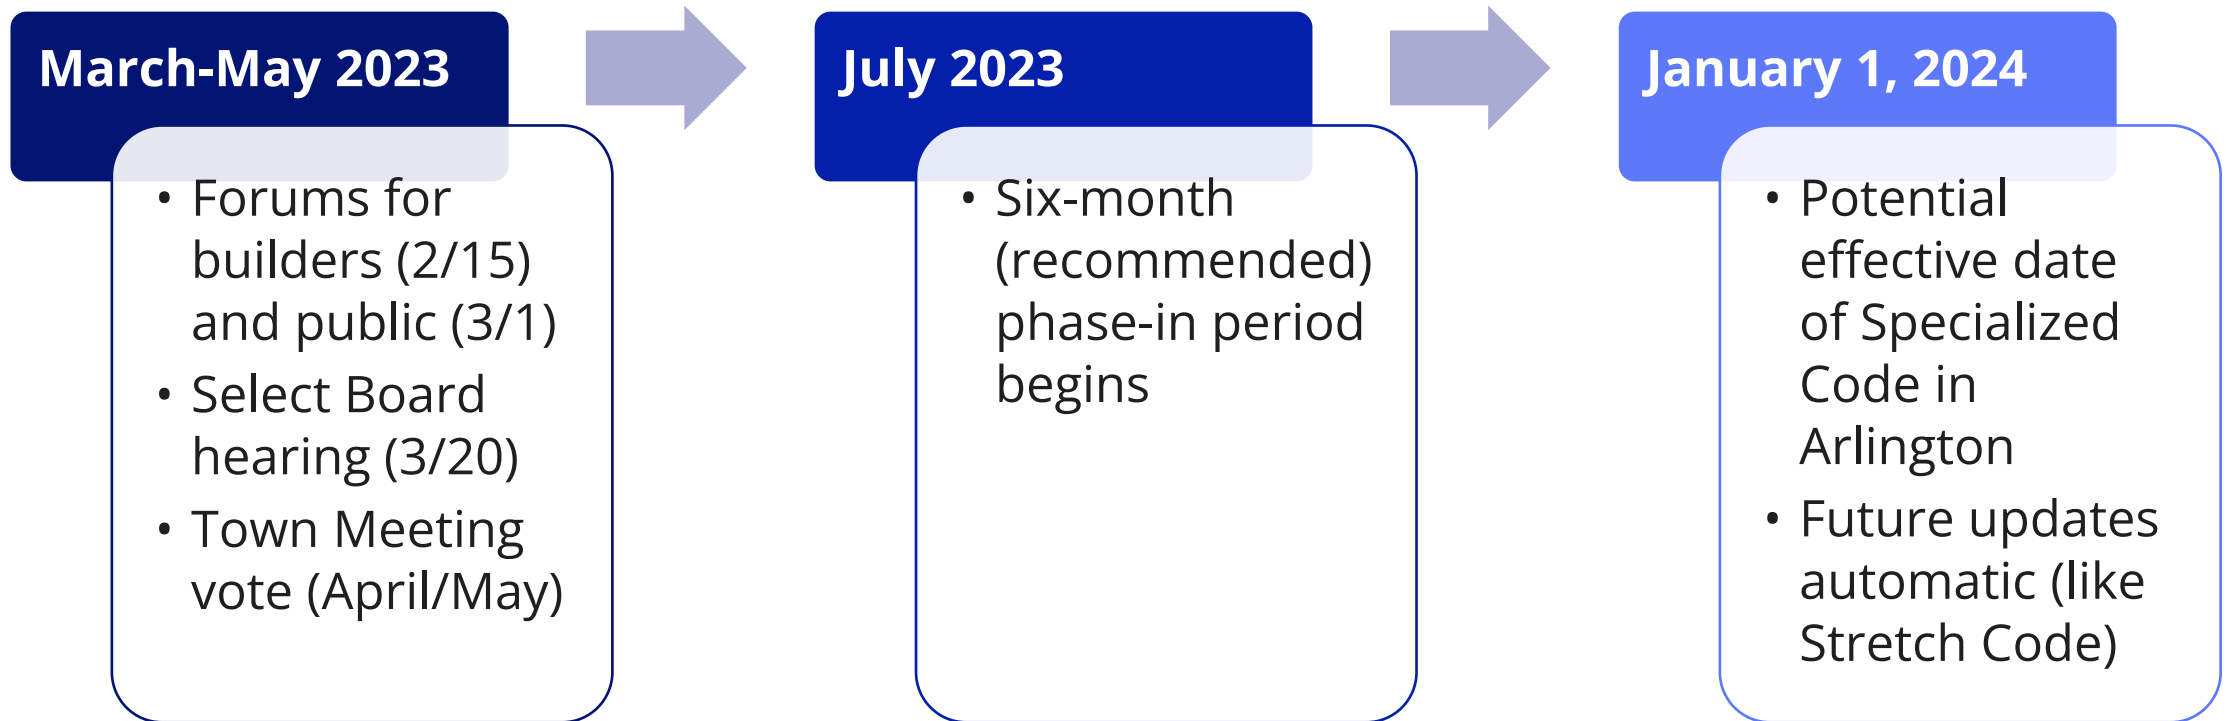 March-May 2023
• Forums for
builders (2/15)
and public (3/1)
• Select Board
hearing (3/20)
• Town Meeting
vote (April/May)
July 2023
• Six-month
(recommended)
phase-in period
begins
January 1, 2024
• Potential
effective date
of Specialized
Code in
Arlington
• Future updates
automatic (like
Stretch Code)